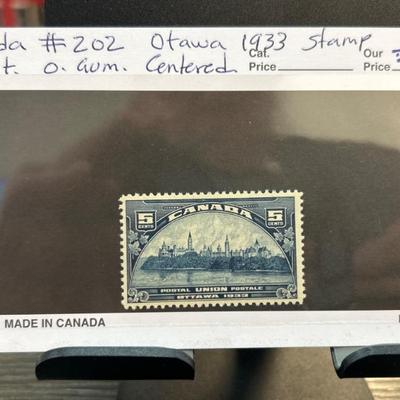 da #202 Otawa 1933 Stamp
t. O. Gum. Centered
Cat. Price
Our Price
5 CENTS CANADA 5 CENTS
POSTAL UNION POSTALE
OTTAWA 1933
MADE IN CANADA